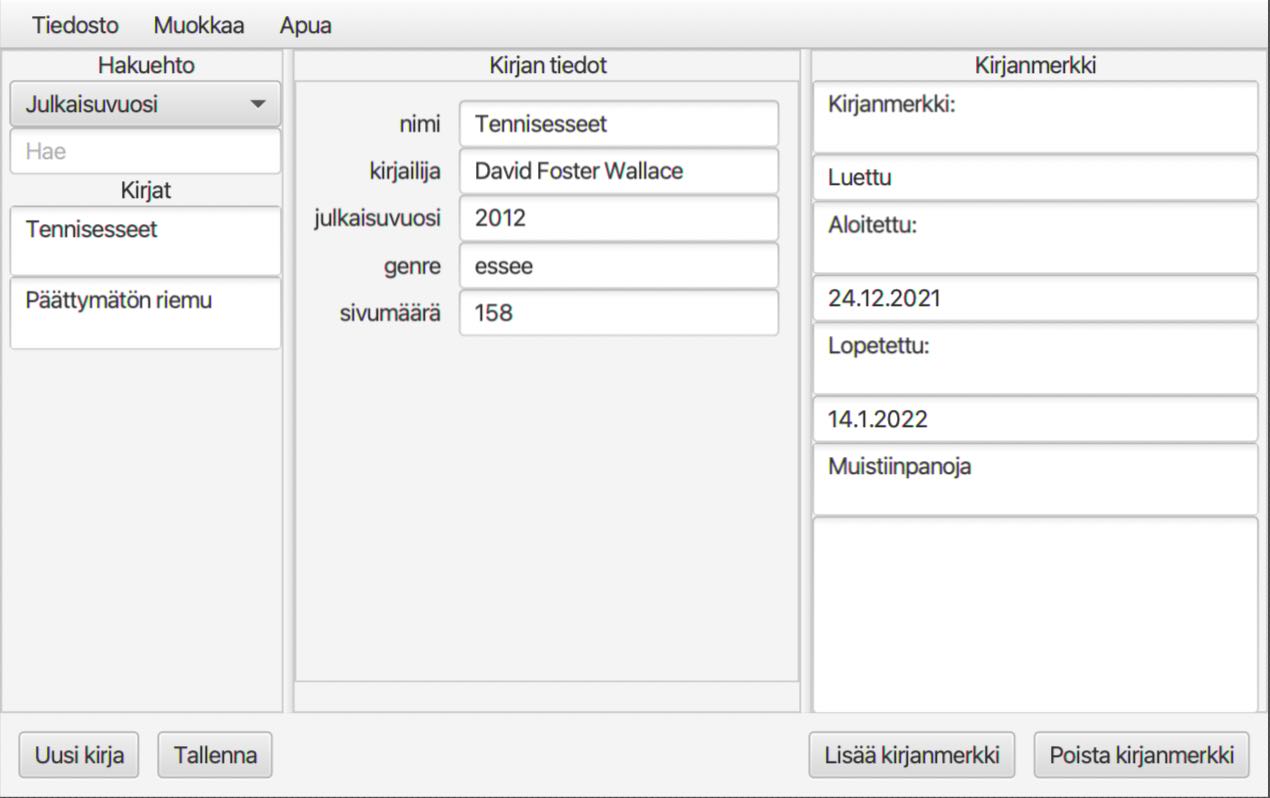 Tiedosto Muokkaa Apua
Hakuehto
Julkaisuvuosi
Hae
Kirjat
Tennisesseet
Päättymätön riemu
Kirjan tiedot
nimi Tennisesseet
kirjailija David Foster Wallace
julkaisuvuosi 2012
genre essee
sivumäärä 158
Kirjanmerkki
Kirjanmerkki:
Luettu
Aloitettu:
24.12.2021
Lopetettu:
14.1.2022
Muistiinpanoja
Uusi kirja Tallenna Lisää kirjanmerkki Poista kirjanmerkki